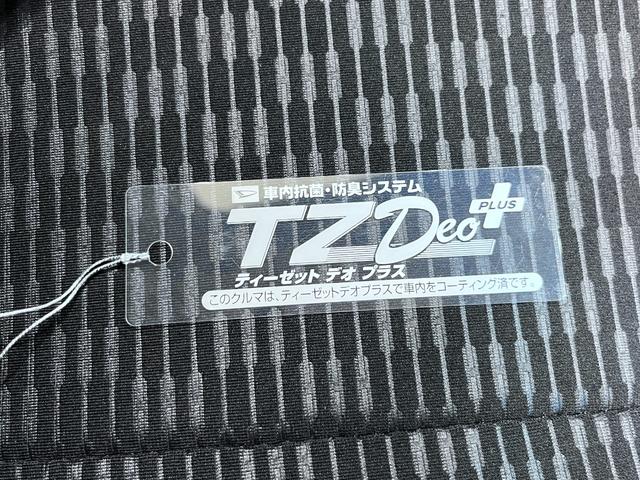 車内抗菌・防臭システム
TZ Deo PLUS
ティーゼット デオ プラス
このクルマは、ティーゼットデオプラスで車内をコーティング済です。